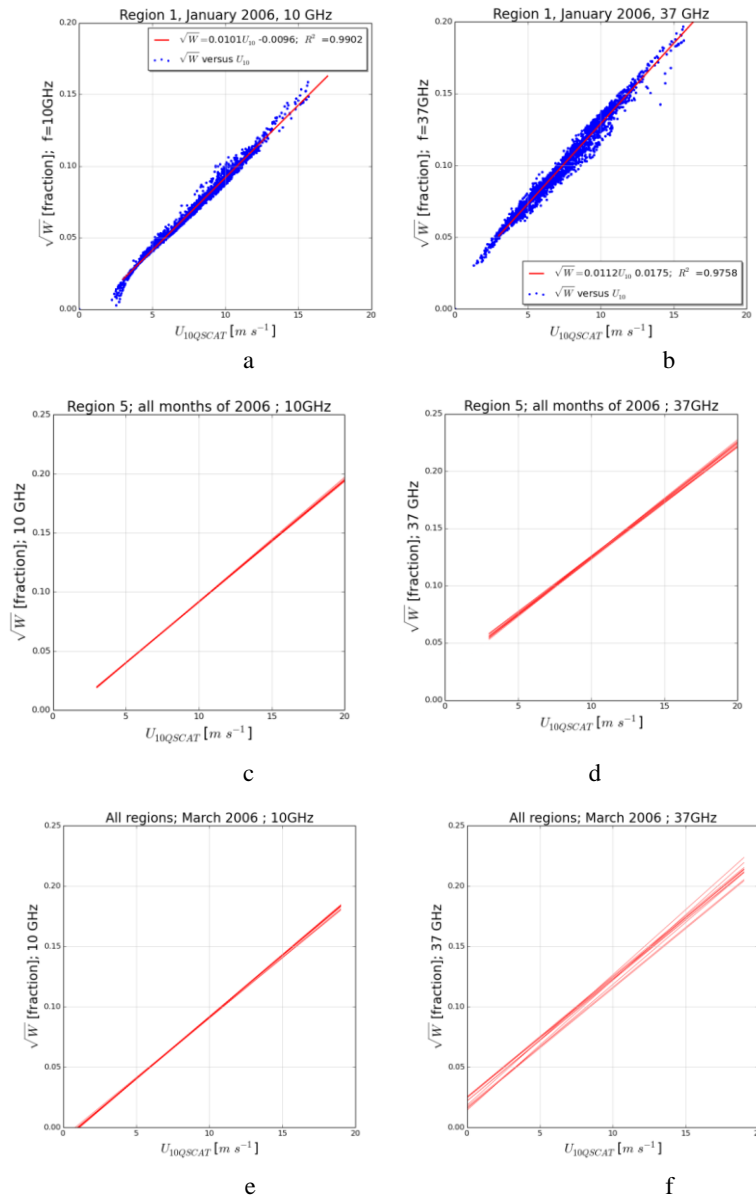 Region 1, January 2006, 10 GHz
0.20
0.15
0.10
0.05
0.00
0 5 10 15 20
√W [fraction]; f=10GHz
√W=0.0101U10 -0.0096; R² =0.9902
√W versus U10
U10QSCAT [m s⁻¹]
a
Region 1, January 2006, 37 GHz
0.20
0.15
0.10
0.05
0.00
0 5 10 15 20
√W [fraction]; f=37GHz
√W=0.0112U10 0.0175; R² =0.9758
√W versus U10
U10QSCAT [m s⁻¹]
b
Region 5; all months of 2006 ; 10GHz
0.25
0.20
0.15
0.10
0.05
0.00
0 5 10 15 20
√W [fraction]; 10 GHz
U10QSCAT [m s⁻¹]
c
Region 5; all months of 2006 ; 37GHz
0.25
0.20
0.15
0.10
0.05
0.00
0 5 10 15 20
√W [fraction]; 37 GHz
U10QSCAT [m s⁻¹]
d
All regions; March 2006 ; 10GHz
0.25
0.20
0.15
0.10
0.05
0.00
0 5 10 15 20
√W [fraction]; 10 GHz
U10QSCAT [m s⁻¹]
e
All regions; March 2006 ; 37GHz
0.25
0.20
0.15
0.10
0.05
0.00
0 5 10 15 20
√W [fraction]; 37 GHz
U10QSCAT [m s⁻¹]
f